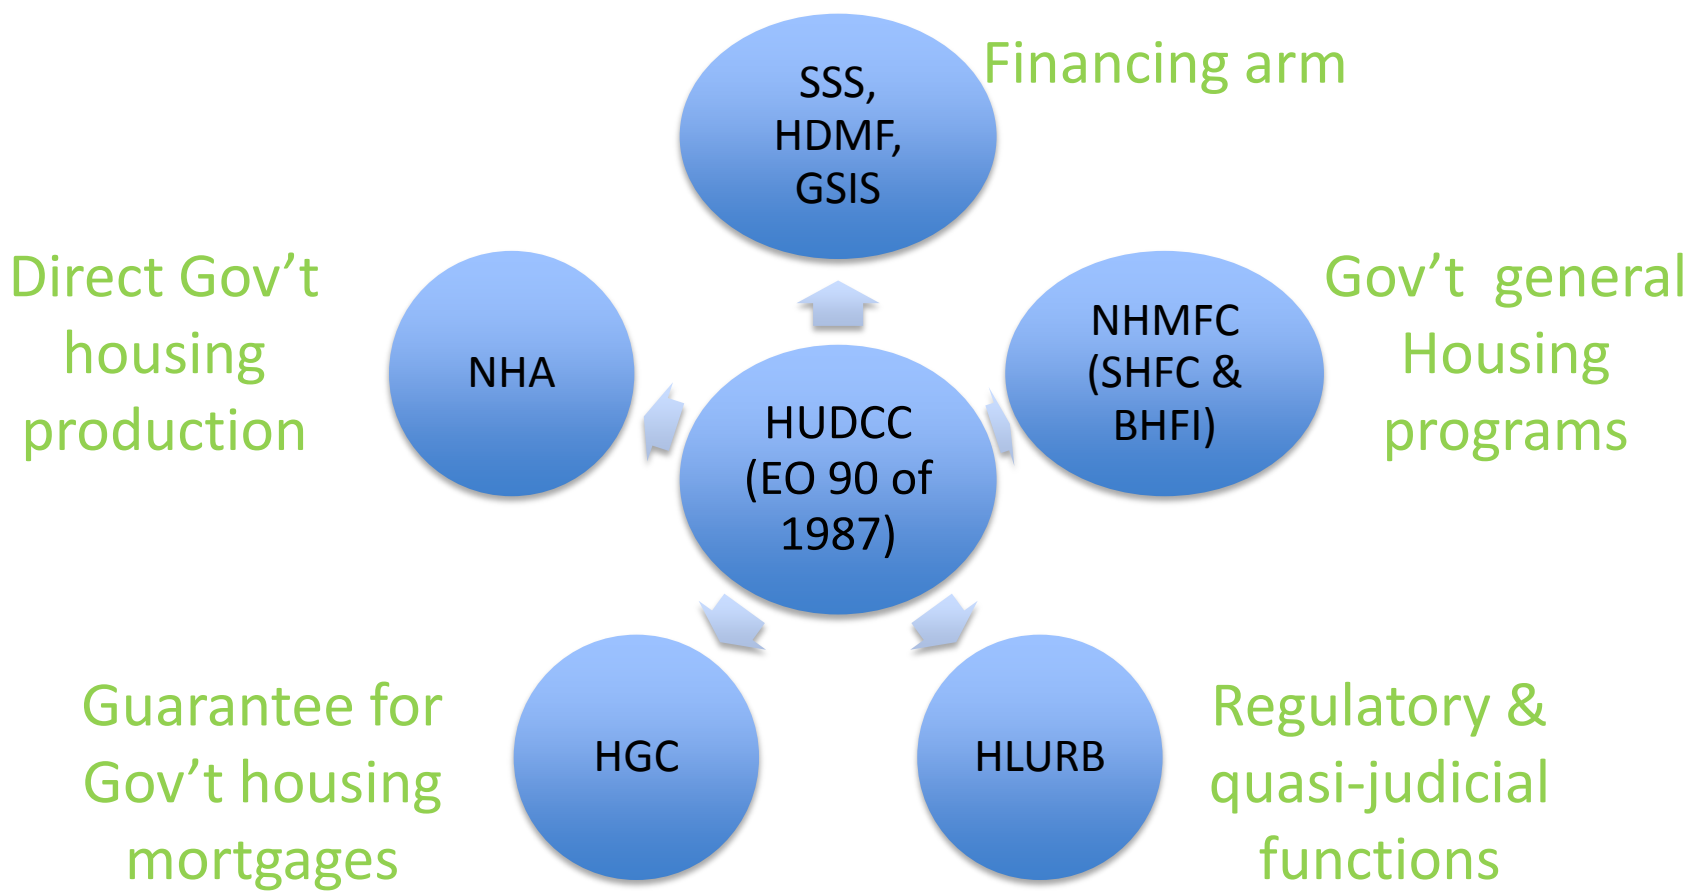 SSS,
HDMF,
GSIS
Financing arm
Direct Gov’t
housing
production
NHA
HUDCC
(EO 90 of
1987)
NHMFC
(SHFC &
BHFI)
Gov’t  general
Housing
programs
Guarantee for
Gov’t housing
mortgages
HGC
HLURB
Regulatory &
quasi-judicial
functions